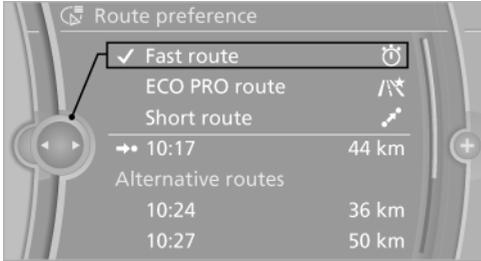 Route preference
Fast route
ECO PRO route
Short route
10:17 44 km
Alternative routes
10:24 36 km
10:27 50 km